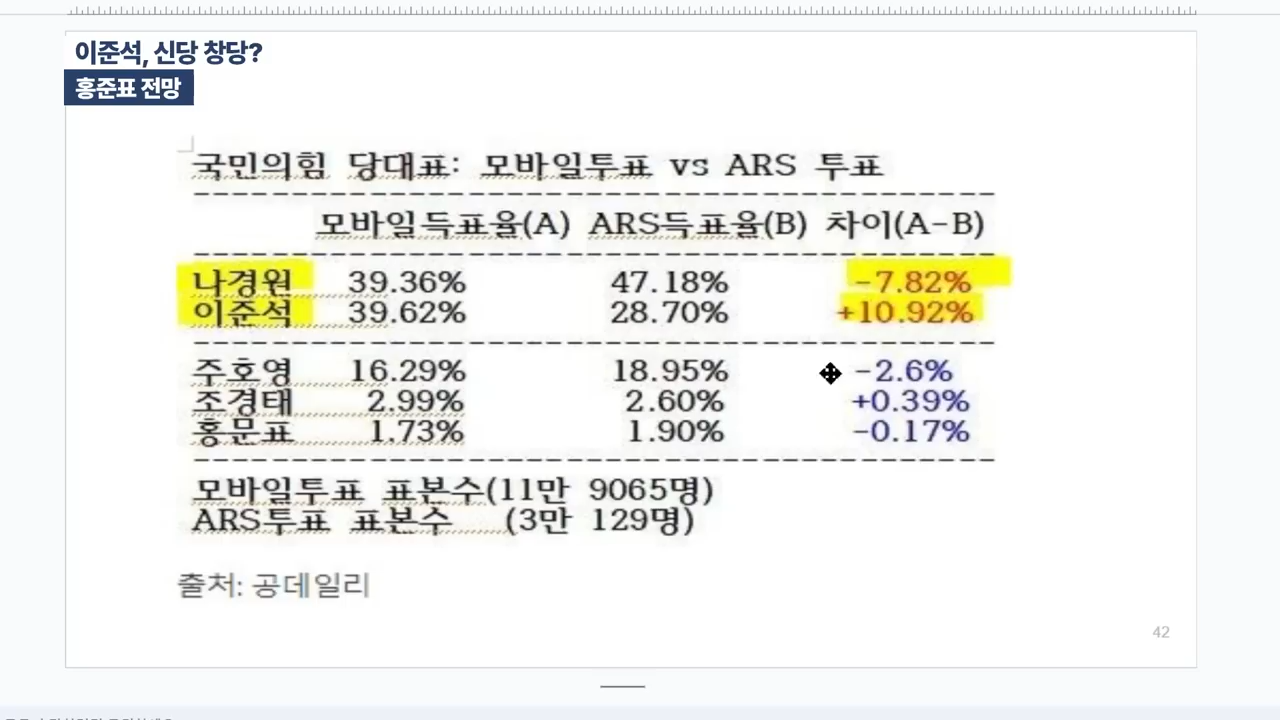 이준석, 신당 창당?
홍준표 전망
국민의힘 당대표: 모바일투표 vs ARS 투표
모바일득표율(A) ARS득표율(B) 차이(A-B)
나경원 39.36% 47.18% -7.82%
이준석 39.62% 28.70% +10.92%
주호영 16.29% 18.95% -2.6%
조경태 2.99% 2.60% +0.39%
홍문표 1.73% 1.90% -0.17%
모바일투표 표본수(11만 9065명)
ARS투표 표본수 (3만 129명)
출처: 공데일리
42